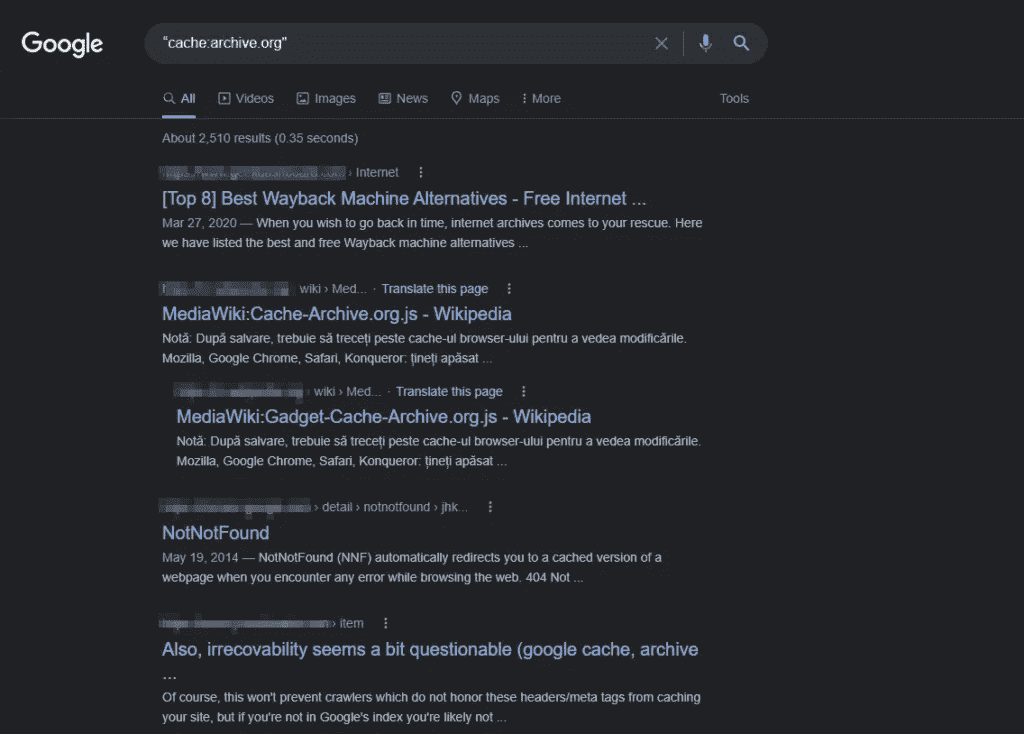 Google
"cache:archive.org"
All Videos Images News Maps More Tools
About 2,510 results (0.35 seconds)
› Internet
[Top 8] Best Wayback Machine Alternatives - Free Internet ...
Mar 27, 2020 — When you wish to go back in time, internet archives comes to your rescue. Here
we have listed the best and free Wayback machine alternatives ...
wiki › Med... · Translate this page
MediaWiki:Cache-Archive.org.js - Wikipedia
Notă: După salvare, trebuie să treceți peste cache-ul browser-ului pentru a vedea modificările.
Mozilla, Google Chrome, Safari, Konqueror: țineți apăsat ...
› wiki › Med... · Translate this page
MediaWiki:Gadget-Cache-Archive.org.js - Wikipedia
Notă: După salvare, trebuie să treceți peste cache-ul browser-ului pentru a vedea modificările.
Mozilla, Google Chrome, Safari, Konqueror: țineți apăsat ...
› detail › notnotfound › jhk...
NotNotFound
May 19, 2014 — NotNotFound (NNF) automatically redirects you to a cached version of a
webpage when you encounter any error while browsing the web. 404 Not ...
› item
Also, irrecovability seems a bit questionable (google cache, archive
...
Of course, this won't prevent crawlers which do not honor these headers/meta tags from caching
your site, but if you're not in Google's index you're likely not ...